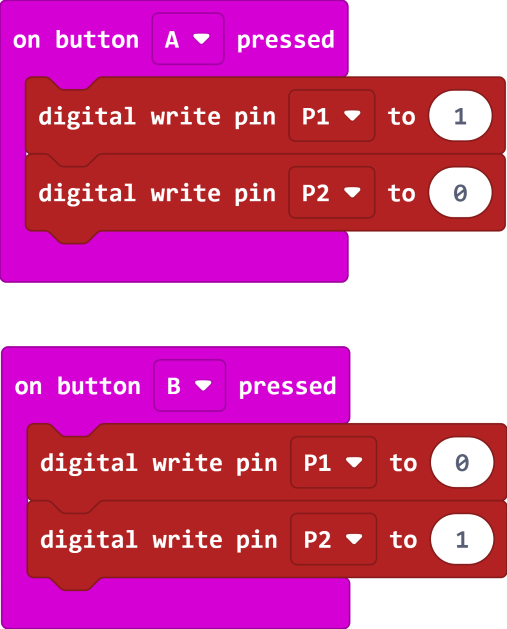 on button A pressed
digital write pin P1 to 1
digital write pin P2 to 0
on button B pressed
digital write pin P1 to 0
digital write pin P2 to 1